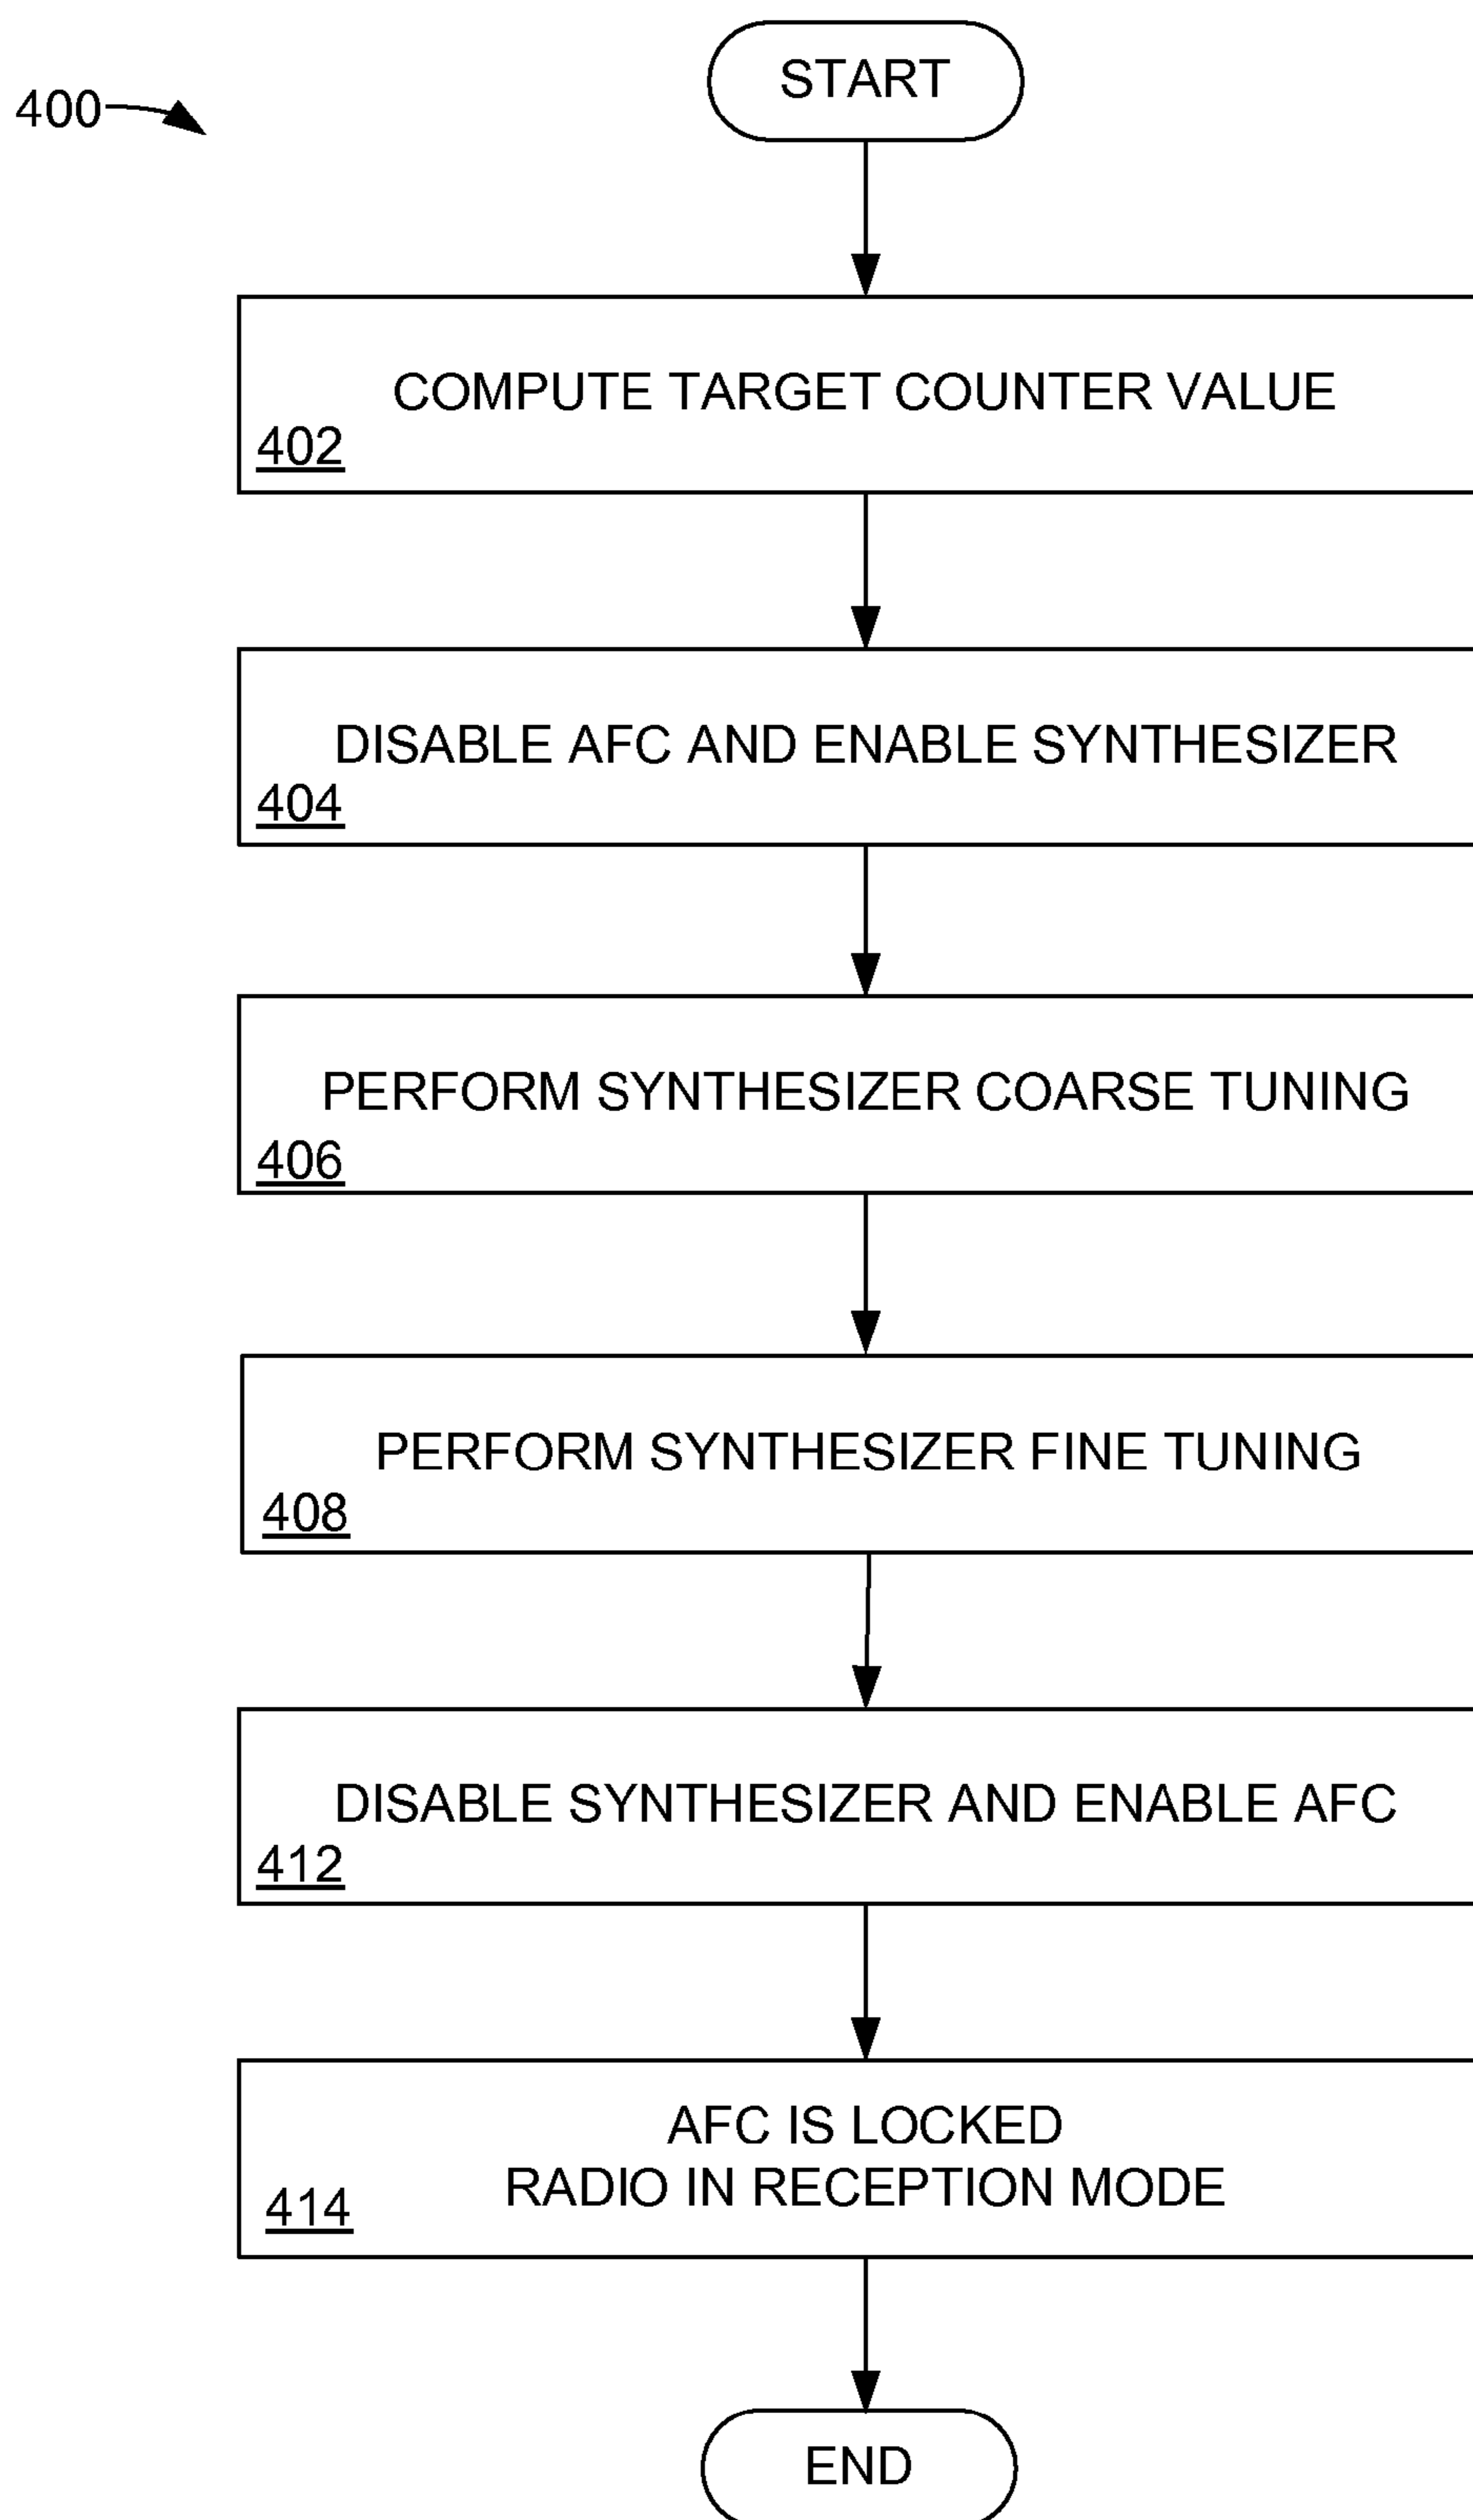 START
400
COMPUTE TARGET COUNTER VALUE
402
DISABLE AFC AND ENABLE SYNTHESIZER
404
PERFORM SYNTHESIZER COARSE TUNING
406
PERFORM SYNTHESIZER FINE TUNING
408
DISABLE SYNTHESIZER AND ENABLE AFC
412
AFC IS LOCKED
RADIO IN RECEPTION MODE
414
END